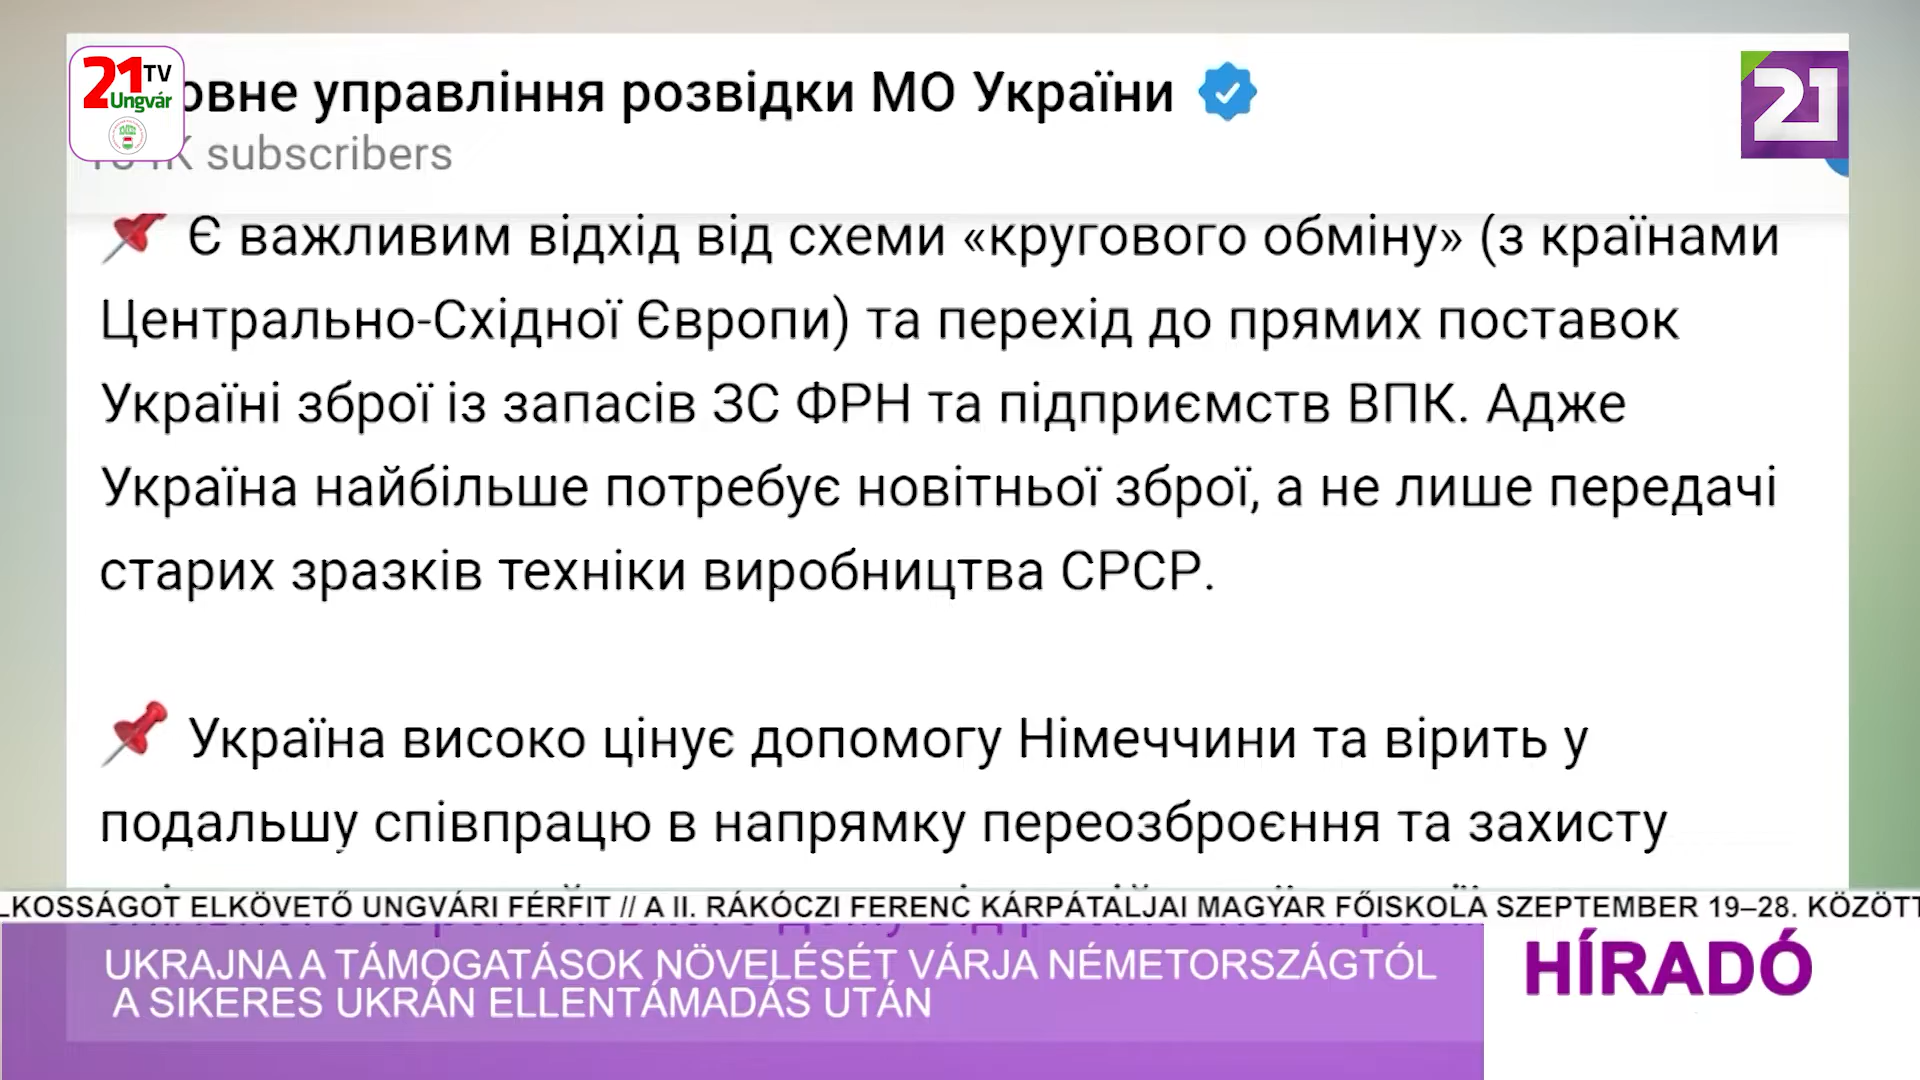 21 TV
Ungvár
21
овне управління розвідки МО України
subscribers
Є важливим відхід від схеми «кругового обміну» (з країнами
Центрально-Східної Європи) та перехід до прямих поставок
Україні зброї із запасів ЗС ФРН та підприємств ВПК. Адже
Україна найбільше потребує новітньої зброї, а не лише передачі
старих зразків техніки виробництва СРСР.
Україна високо цінує допомогу Німеччини та вірить у
подальшу співпрацю в напрямку переозброєння та захисту
LKOSSÁGOT ELKÖVETŐ UNGVÁRI FÉRFIT // A II. RÁKÓCZI FERENC KÁRPÁTALJAI MAGYAR FŐISKOLA SZEPTEMBER 19–28. KÖZÖTT
UKRAJNA A TÁMOGATÁSOK NÖVELÉSÉT VÁRJA NÉMETORSZÁGTÓL
A SIKERES UKRÁN ELLENTÁMADÁS UTÁN
HÍRADÓ